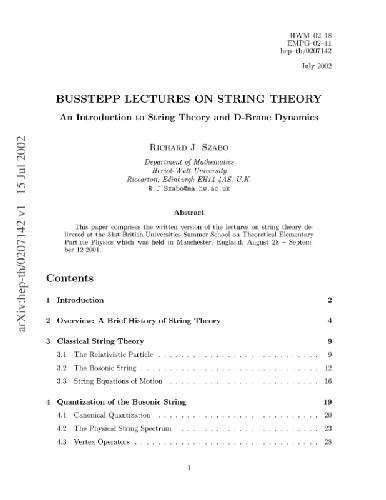 HWM-02-18
EMPG-02-11
hep-th/0207142
July 2002
BUSSTEPP LECTURES ON STRING THEORY
An Introduction to String Theory and D-Brane Dynamics
Richard J. Szabo
Department of Mathematics
Heriot-Watt University
Riccarton, Edinburgh EH14 4AS, U.K.
R.J.Szabo@ma.hw.ac.uk
Abstract
This paper comprises the written version of the lectures on string theory de-
livered at the 31st British Universities Summer School on Theoretical Elementary
Particle Physics which was held in Manchester, England, August 28 – Septem-
ber 12 2001.
arXiv:hep-th/0207142 v1 15 Jul 2002
Contents
1 Introduction 2
2 Overview: A Brief History of String Theory 4
3 Classical String Theory 9
3.1 The Relativistic Particle . . . . . . . . . . . . . . . . . . . . . . . . . . . 9
3.2 The Bosonic String . . . . . . . . . . . . . . . . . . . . . . . . . . . . . . 12
3.3 String Equations of Motion . . . . . . . . . . . . . . . . . . . . . . . . . 16
4 Quantization of the Bosonic String 19
4.1 Canonical Quantization . . . . . . . . . . . . . . . . . . . . . . . . . . . 20
4.2 The Physical String Spectrum . . . . . . . . . . . . . . . . . . . . . . . 23
4.3 Vertex Operators . . . . . . . . . . . . . . . . . . . . . . . . . . . . . . . 28
1